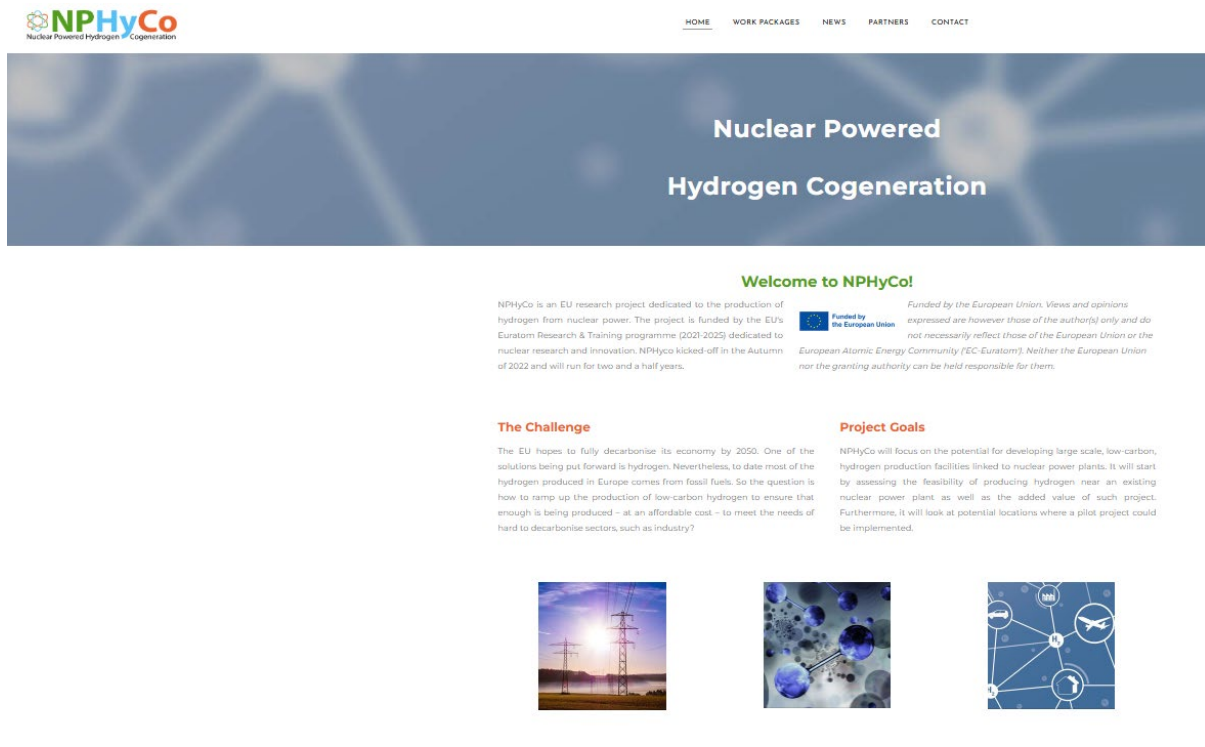 NPHyCo
Nuclear Powered Hydrogen Cogeneration
HOME WORK PACKAGES NEWS PARTNERS CONTACT
Nuclear Powered
Hydrogen Cogeneration
Welcome to NPHyCo!
NPHyCo is an EU research project dedicated to the production of
hydrogen from nuclear power. The project is funded by the EU's
Euratom Research & Training programme (2021-2025) dedicated to
nuclear research and innovation. NPHyco kicked-off in the Autumn
of 2022 and will run for two and a half years.
Funded by
the European Union
Funded by the European Union. Views and opinions
expressed are however those of the author(s) only and do
not necessarily reflect those of the European Union or the
European Atomic Energy Community ('EC-Euratom'). Neither the European Union
nor the granting authority can be held responsible for them.
The Challenge
The EU hopes to fully decarbonise its economy by 2050. One of the
solutions being put forward is hydrogen. Nevertheless, to date most of the
hydrogen produced in Europe comes from fossil fuels. So the question is
how to ramp up the production of low-carbon hydrogen to ensure that
enough is being produced – at an affordable cost – to meet the needs of
hard to decarbonise sectors, such as industry?
Project Goals
NPHyCo will focus on the potential for developing large scale, low-carbon,
hydrogen production facilities linked to nuclear power plants. It will start
by assessing the feasibility of producing hydrogen near an existing
nuclear power plant as well as the added value of such project.
Furthermore, it will look at potential locations where a pilot project could
be implemented.
H₂
H₂